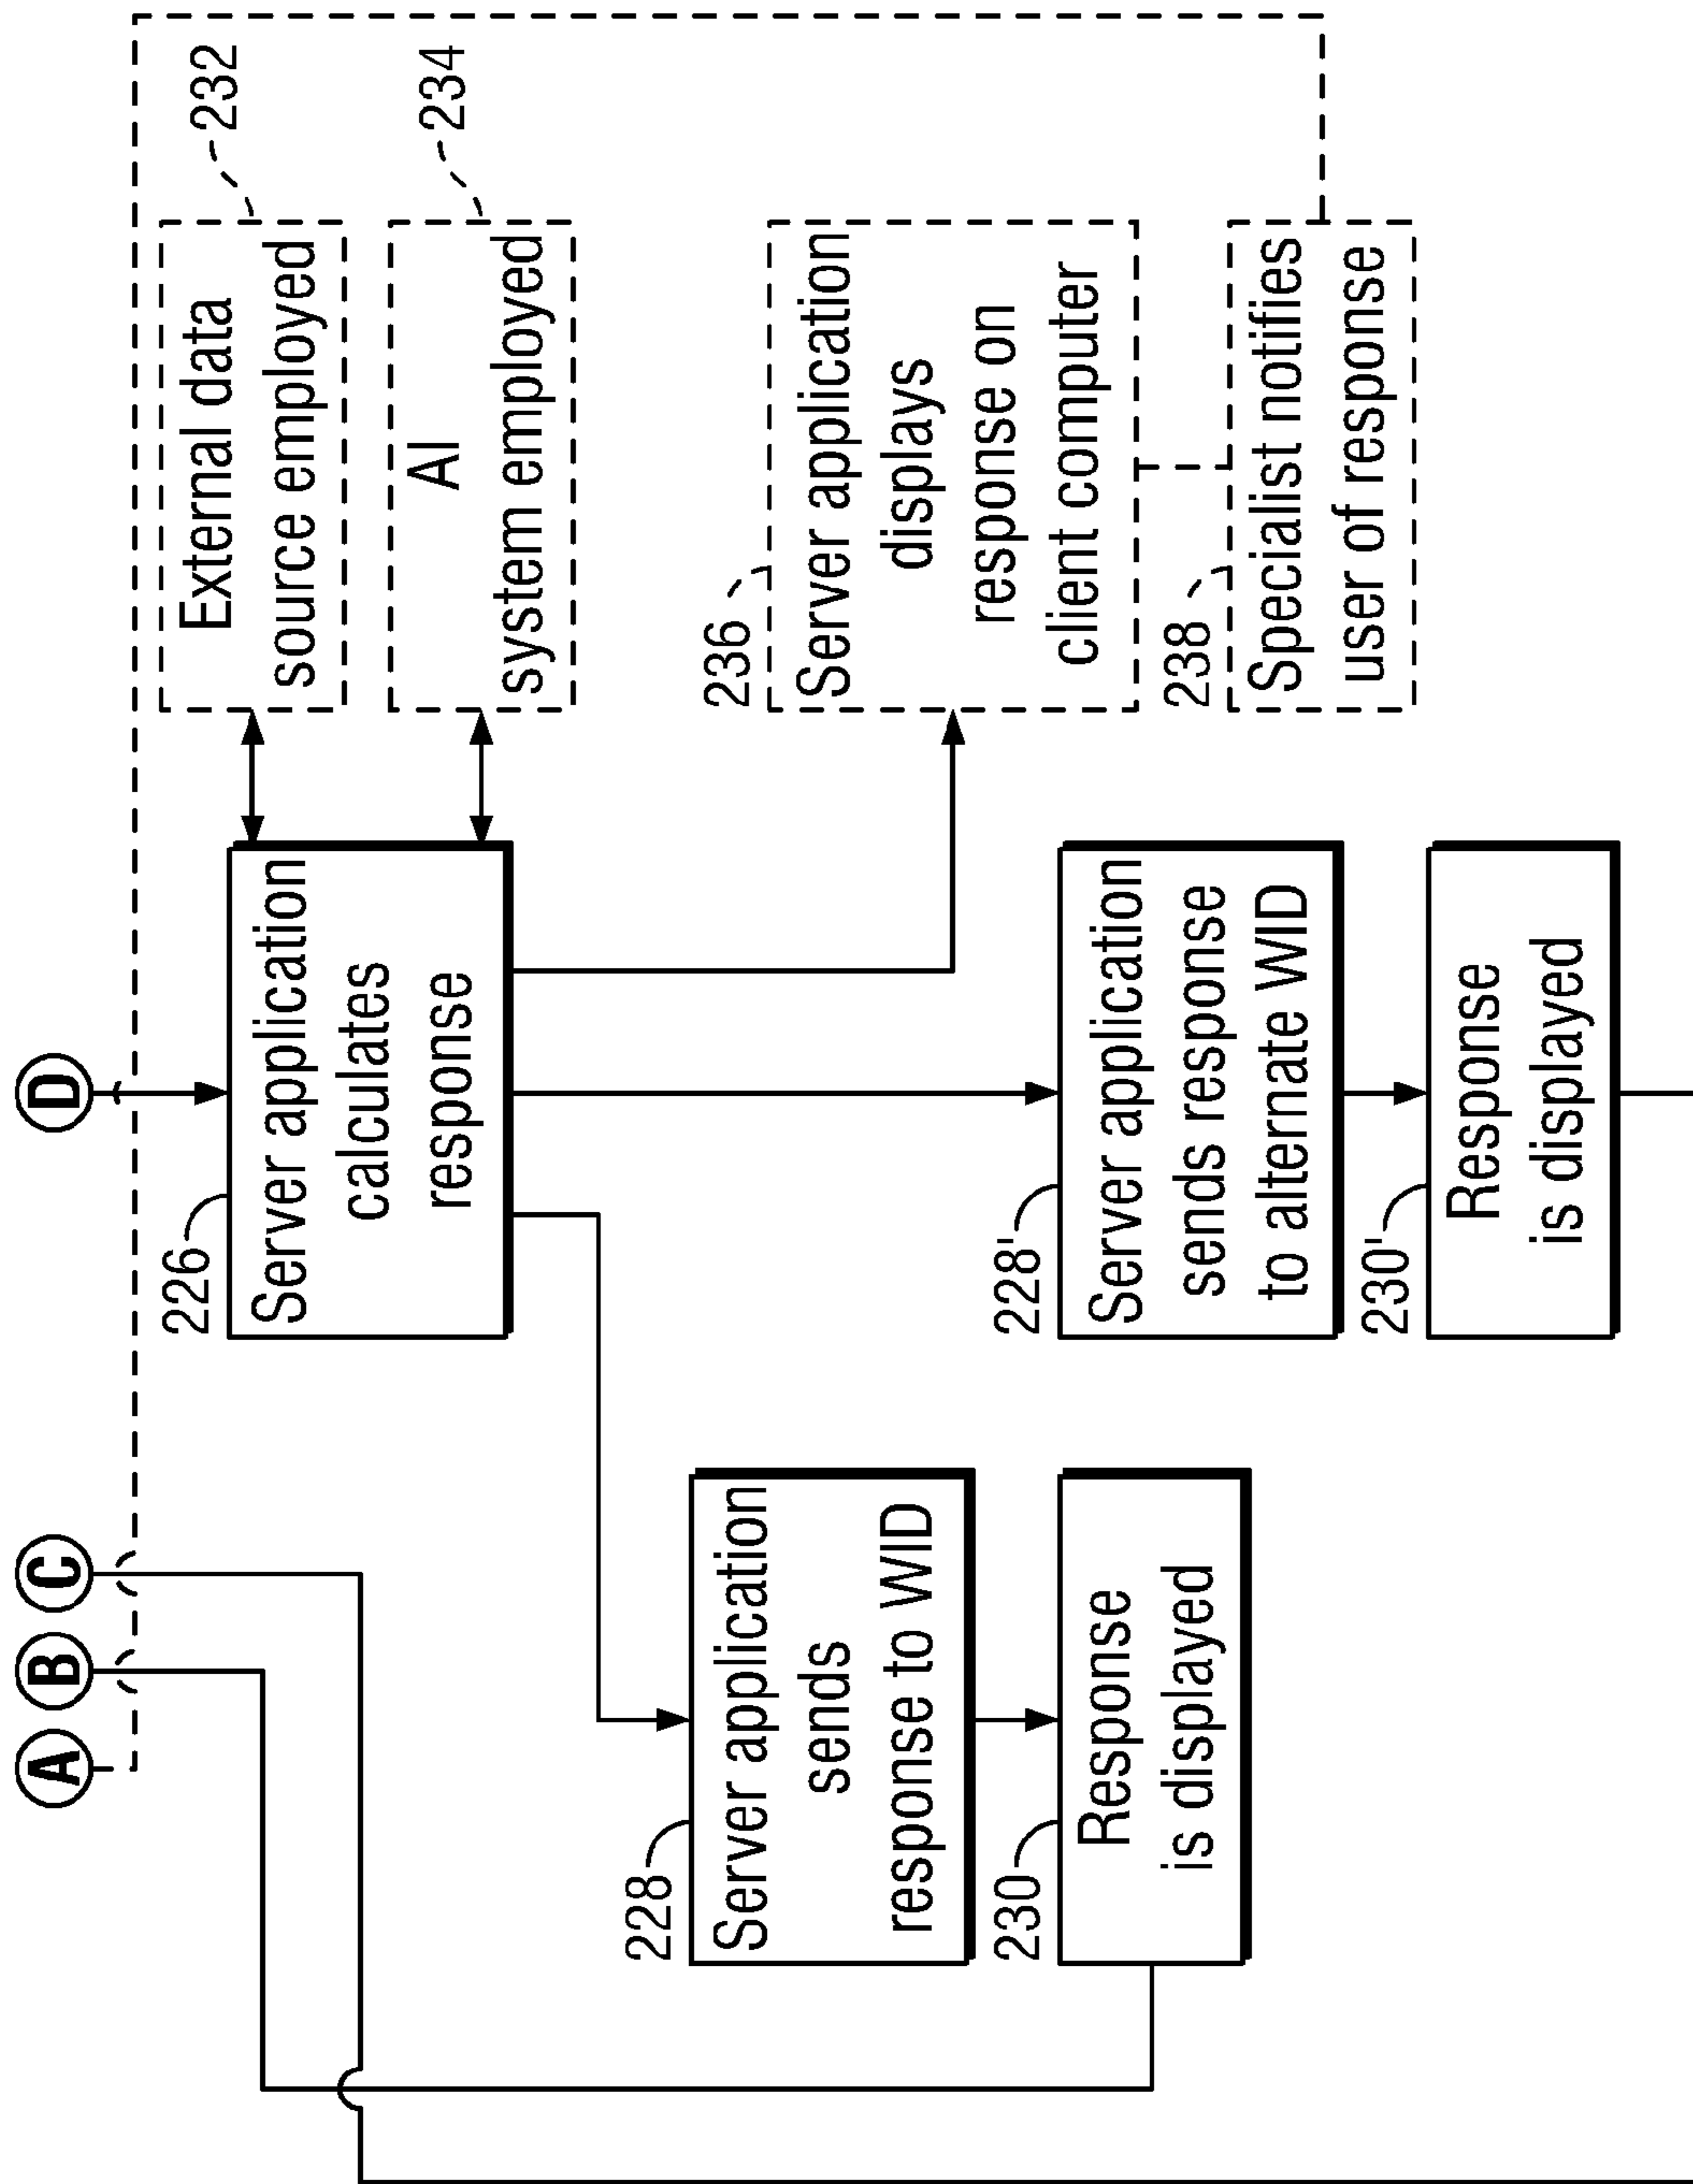 A
B
C
D
226
Server application
calculates
response
External data
source employed
232
AI
system employed
234
228
Server application
sends
response to WID
230
Response
is displayed
228'
Server application
sends response
to alternate WID
230'
Response
is displayed
236
Server application
displays
response on
client computer
238
Specialist notifies
user of response